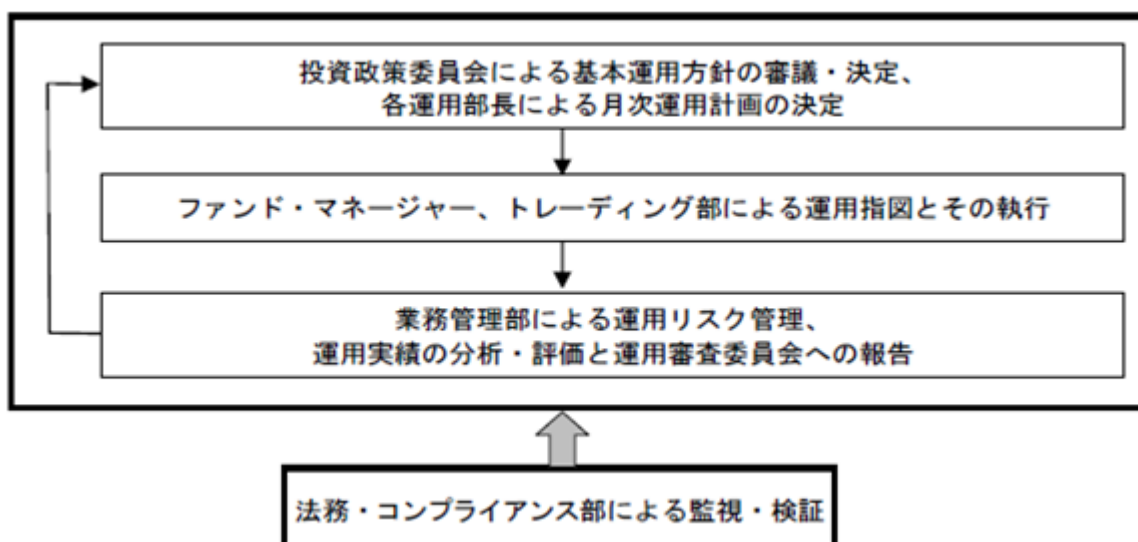 投資政策委員会による基本運用方針の審議・決定、
各運用部長による月次運用計画の決定
ファンド・マネージャー、トレーディング部による運用指図とその執行
業務管理部による運用リスク管理、
運用実績の分析・評価と運用審査委員会への報告
法務・コンプライアンス部による監視・検証